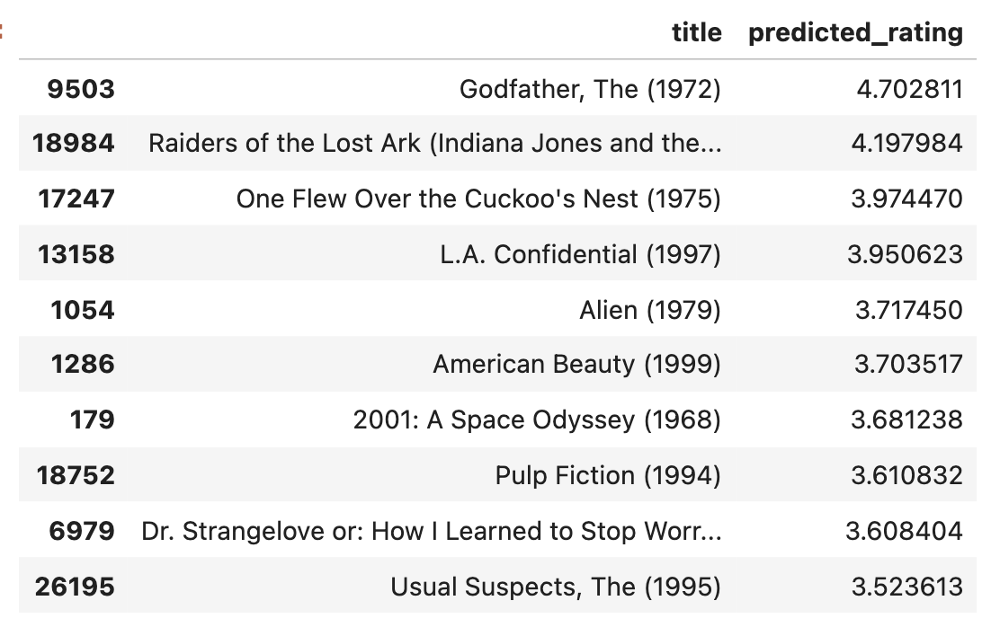 title predicted_rating
9503 Godfather, The (1972) 4.702811
18984 Raiders of the Lost Ark (Indiana Jones and the... 4.197984
17247 One Flew Over the Cuckoo's Nest (1975) 3.974470
13158 L.A. Confidential (1997) 3.950623
1054 Alien (1979) 3.717450
1286 American Beauty (1999) 3.703517
179 2001: A Space Odyssey (1968) 3.681238
18752 Pulp Fiction (1994) 3.610832
6979 Dr. Strangelove or: How I Learned to Stop Worr... 3.608404
26195 Usual Suspects, The (1995) 3.523613